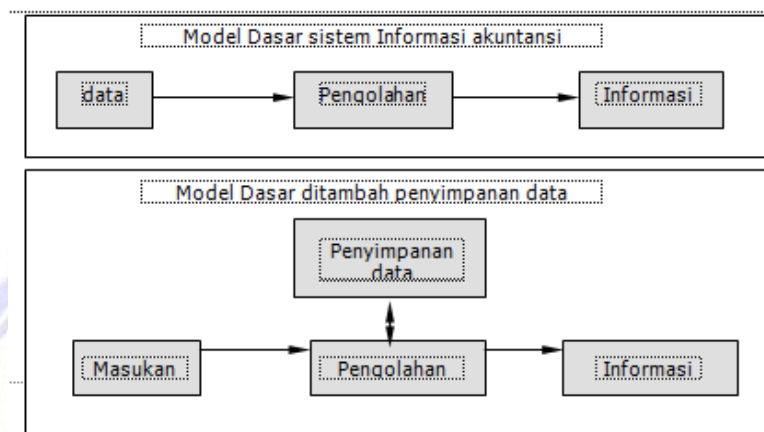 Model Dasar sistem Informasi akuntansi
data
Pengolahan
Informasi
Model Dasar ditambah penyimpanan data
Penyimpanan
data
Masukan
Pengolahan
Informasi